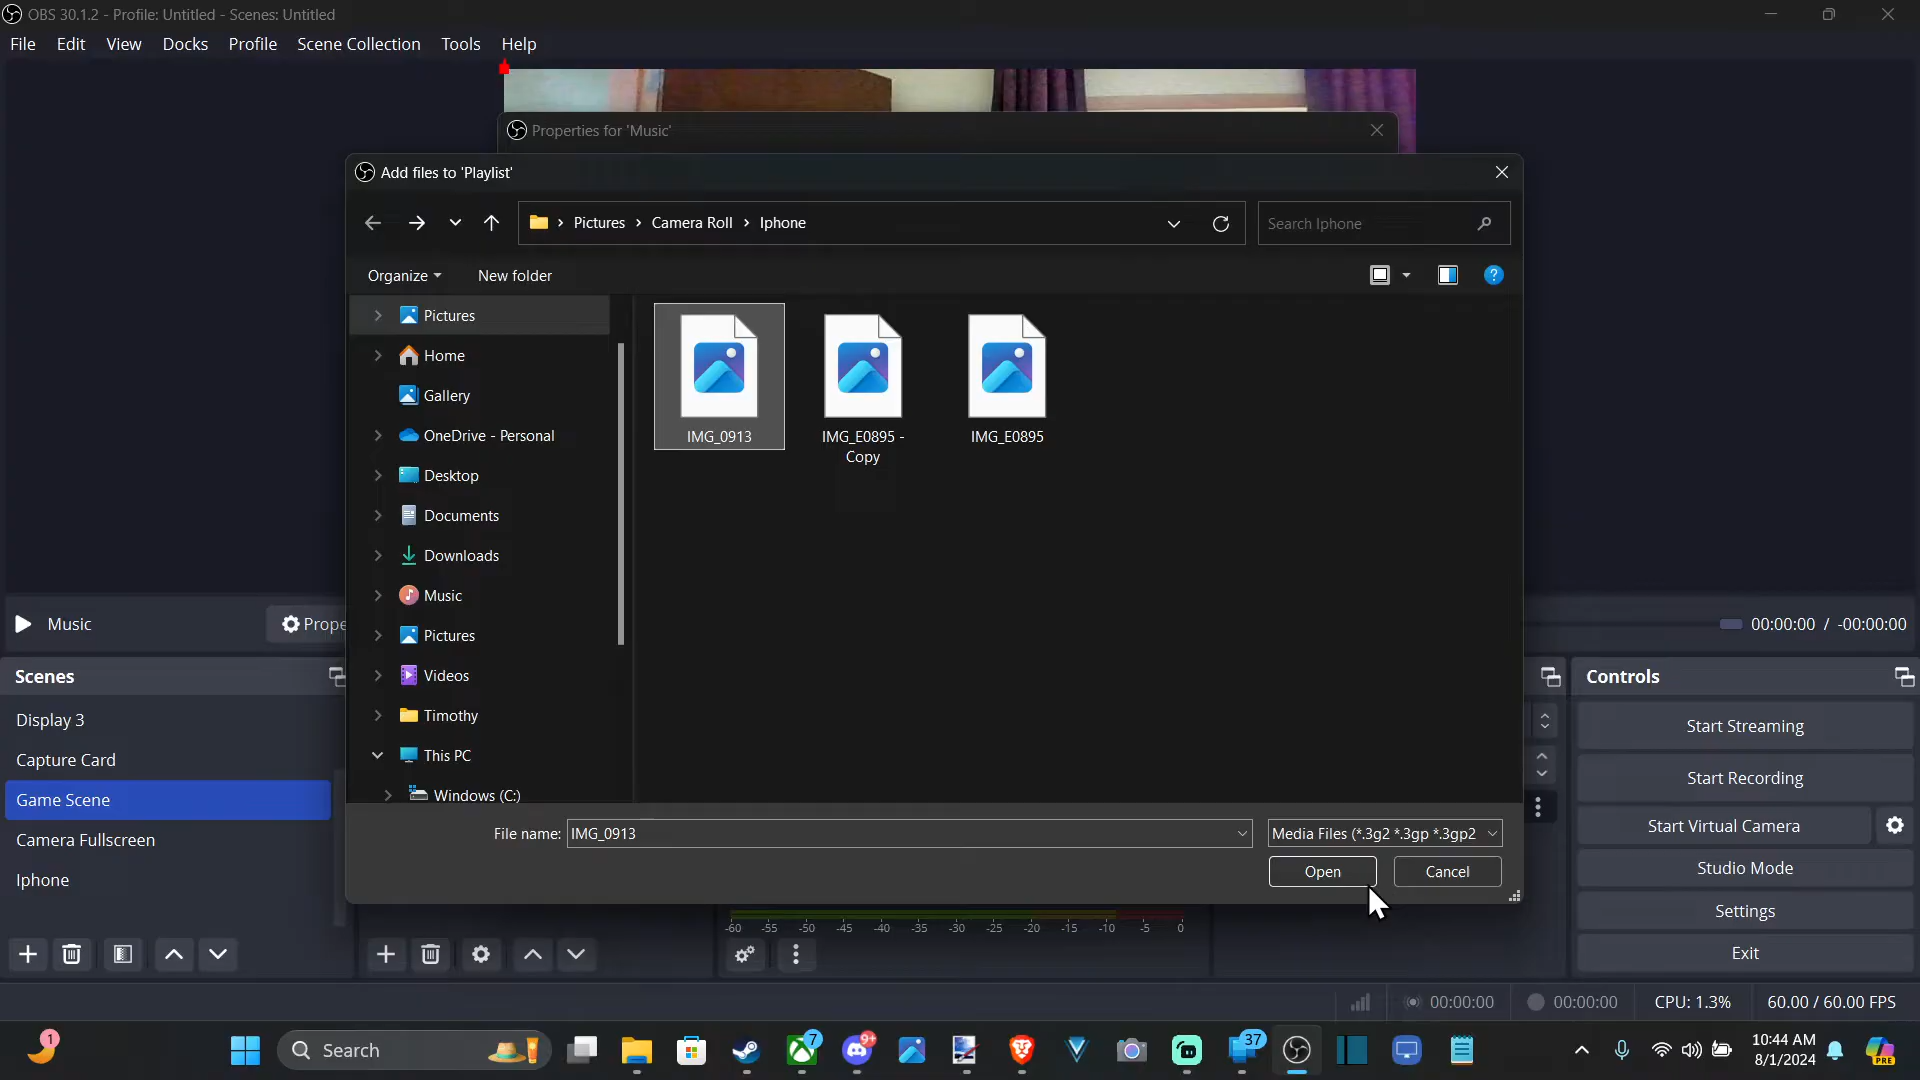 OBS 30.1.2 - Profile: Untitled - Scenes: Untitled
File Edit View Docks Profile Scene Collection Tools Help
Properties for 'Music'
Add files to 'Playlist'
Pictures Camera Roll Iphone
Search Iphone
Organize New folder
Pictures
Home
Gallery
OneDrive - Personal
Desktop
Documents
Downloads
Music
Pictures
Videos
Timothy
This PC
Windows (C:)
IMG_0913
IMG_E0895 -
Copy
IMG_E0895
File name: IMG_0913
Media Files (*.3g2 *.3gp *.3gp2
Open Cancel
Music
Prope
00:00:00 / -00:00:00
Scenes
Display 3
Capture Card
Game Scene
Camera Fullscreen
Iphone
-60 -55 -50 -45 -40 -35 -30 -25 -20 -15 -10 -5 0
Controls
Start Streaming
Start Recording
Start Virtual Camera
Studio Mode
Settings
Exit
00:00:00 00:00:00 CPU: 1.3% 60.00 / 60.00 FPS
1
Search
7
9+
37
10:44 AM
8/1/2024
PRE